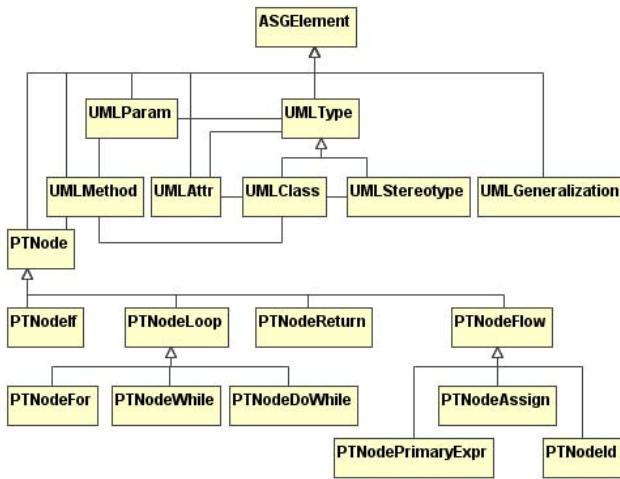 ASGElement
UMLParam
UMLType
UMLMethod
UMLAttr
UMLClass
UMLStereotype
UMLGeneralization
PTNode
PTNodeIf
PTNodeLoop
PTNodeReturn
PTNodeFlow
PTNodeFor
PTNodeWhile
PTNodeDoWhile
PTNodeAssign
PTNodePrimaryExpr
PTNodeId